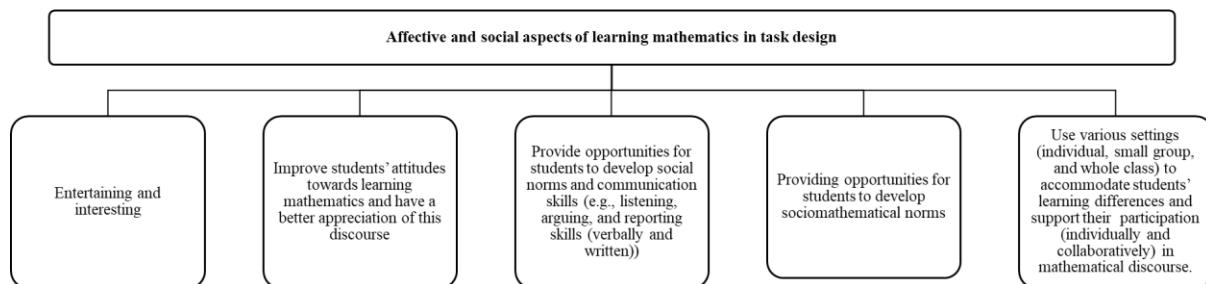 Affective and social aspects of learning mathematics in task design
Entertaining and
interesting
Improve students’ attitudes
towards learning
mathematics and have a
better appreciation of this
discourse
Provide opportunities for
students to develop social
norms and communication
skills (e.g., listening,
arguing, and reporting
skills (verbally and
written))
Providing opportunities for
students to develop
sociomathematical norms
Use various settings
(individual, small group,
and whole class) to
accommodate students’
learning differences and
support their participation
(individually and
collaboratively) in
mathematical discourse.